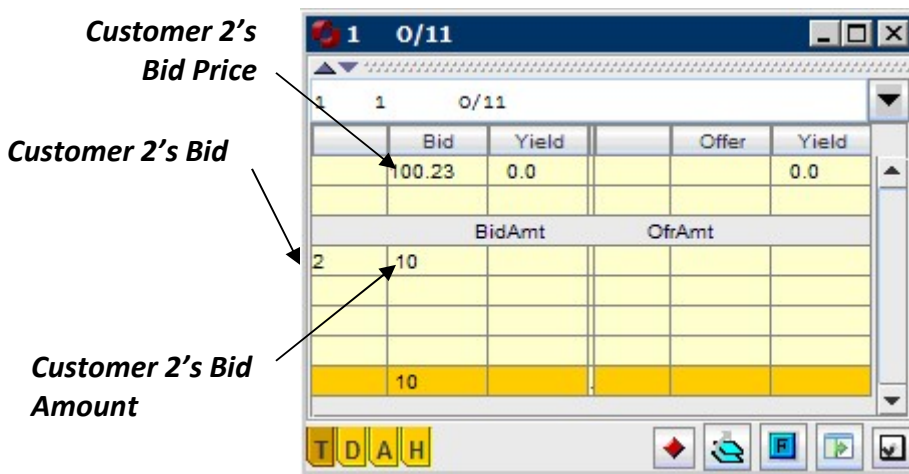 Customer 2’s
Bid Price
Customer 2’s Bid
Customer 2’s Bid
Amount
1 0/11
1 1 0/11
Bid Yield Offer Yield
100.23 0.0 0.0
BidAmt OfrAmt
2 10
10
T D A H
F